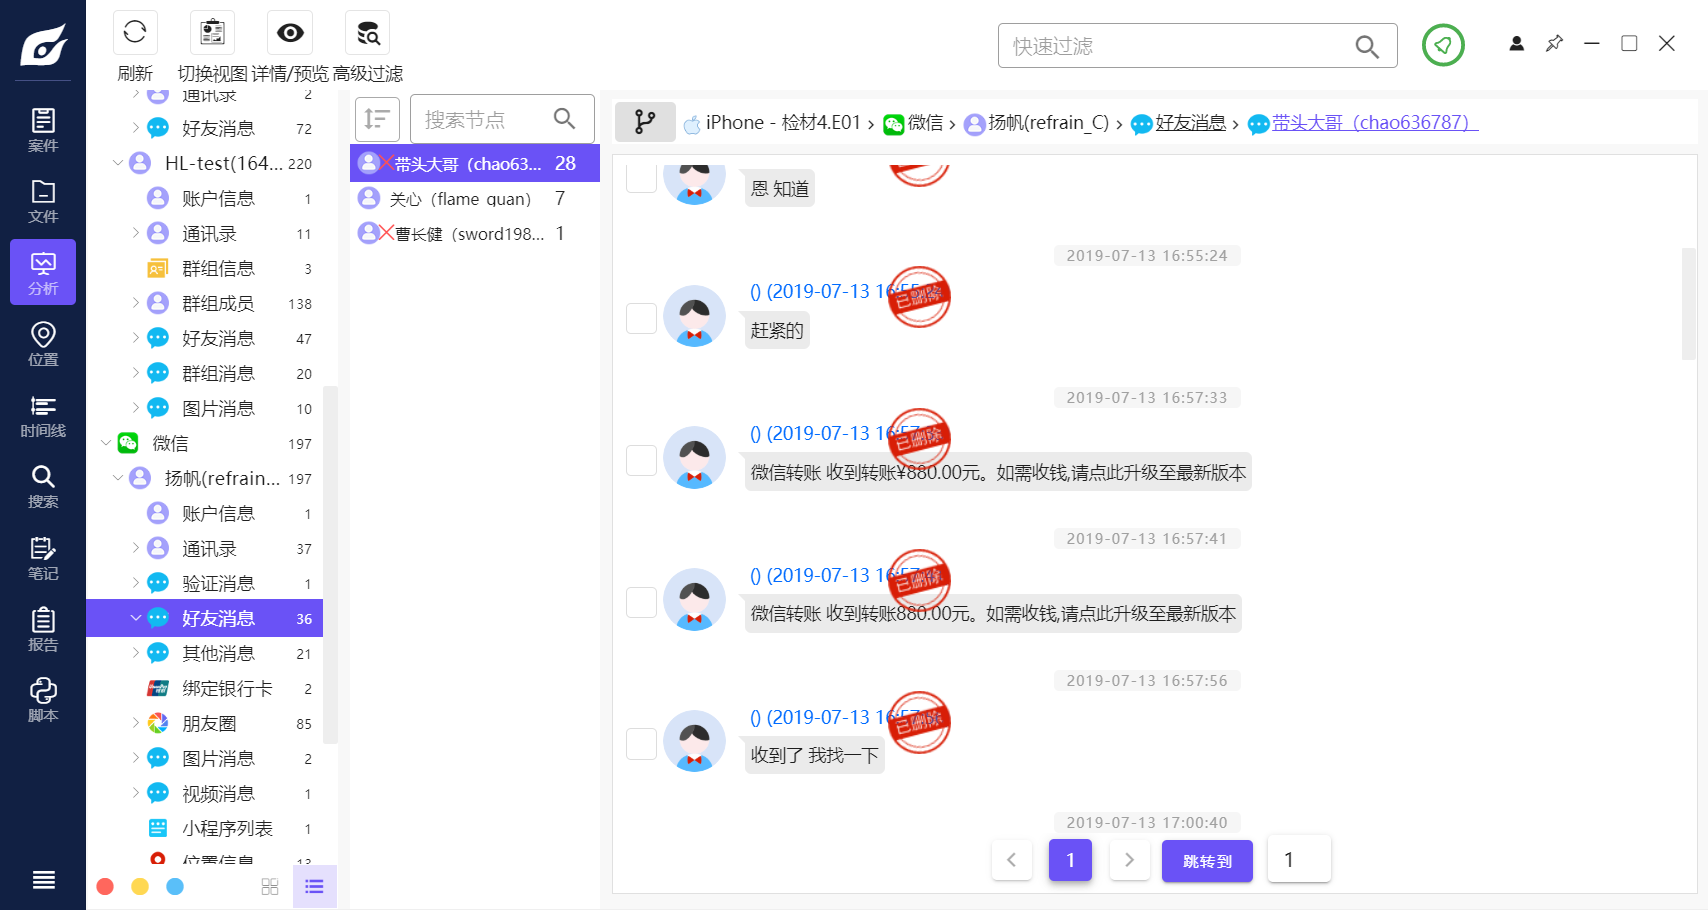 刷新
切换视图
详情/预览
高级过滤
快速过滤
案件
文件
分析
位置
时间线
搜索
笔记
报告
脚本
通讯录 2
好友消息 72
HL-test(164... 220
账户信息 1
通讯录 11
群组信息 3
群组成员 138
好友消息 47
群组消息 20
图片消息 10
微信 197
扬帆(refrain... 197
账户信息 1
通讯录 37
验证消息 1
好友消息 36
其他消息 21
绑定银行卡 2
朋友圈 85
图片消息 2
视频消息 1
小程序列表 1
位置信息 13
搜索节点
带头大哥（chao63... 28
关心（flame_guan） 7
曹长健（sword198... 1
iPhone - 检材4.E01 › 微信 › 扬帆(refrain_C) › 好友消息 › 带头大哥（chao636787）
恩 知道
2019-07-13 16:55:24
() (2019-07-13 16:55:24
已删除
赶紧的
2019-07-13 16:57:33
() (2019-07-13 16:57:33
已删除
微信转账 收到转账¥880.00元。如需收钱,请点此升级至最新版本
2019-07-13 16:57:41
() (2019-07-13 16:57:41
已删除
微信转账 收到转账880.00元。如需收钱,请点此升级至最新版本
2019-07-13 16:57:56
() (2019-07-13 16:57:56
已删除
收到了 我找一下
2019-07-13 17:00:40
1
跳转到
1